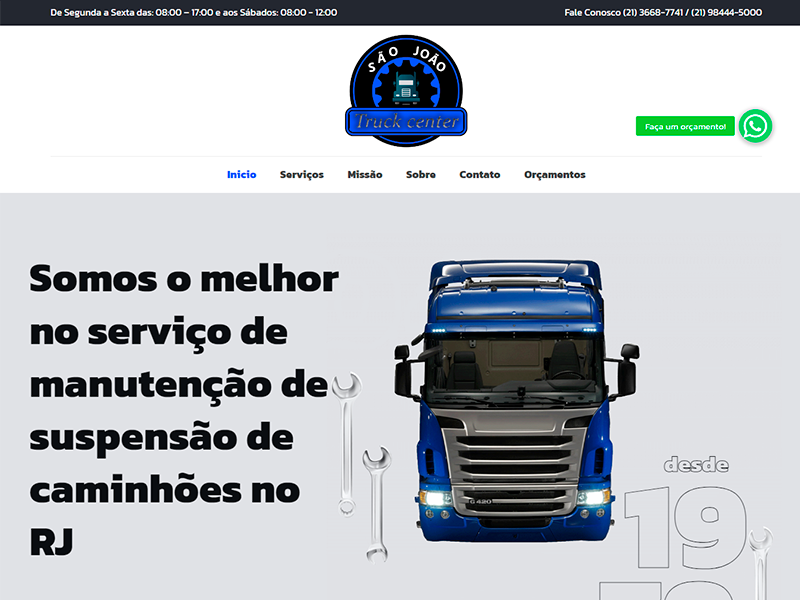 De Segunda a Sexta das: 08:00 – 17:00 e aos Sábados: 08:00 - 12:00
Fale Conosco (21) 3668-7741 / (21) 98444-5000
SÃO JOÃO
Truck center
Faça um orçamento!
Inicio Serviços Missão Sobre Contato Orçamentos
Somos o melhor
no serviço de
manutenção de
suspensão de
caminhões no
RJ
G 420
desde
19